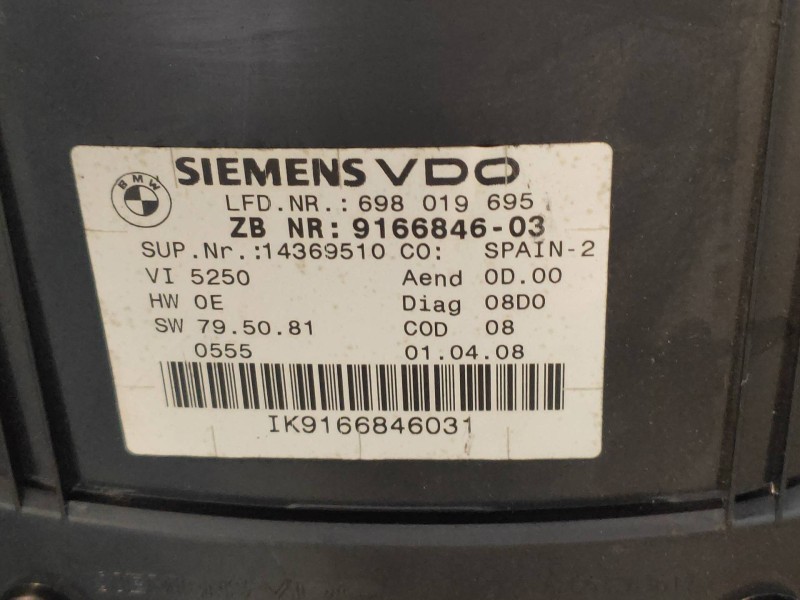 BMW
SIEMENS VDO
LFD.NR.: 698 019 695
ZB NR: 9166846-03
SUP.Nr.:14369510 CO: SPAIN-2
VI 5250 Aend 0D.00
HW 0E Diag 08D0
SW 79.50.81 COD 08
0555 01.04.08
IK9166846031